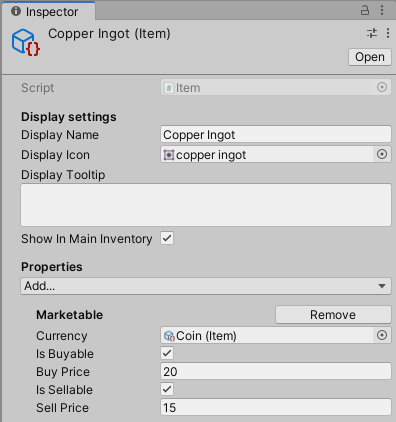 Inspector
Copper Ingot (Item)
Open
Script Item
Display settings
Display Name Copper Ingot
Display Icon copper ingot
Display Tooltip
Show In Main Inventory
Properties
Add...
Marketable Remove
Currency Coin (Item)
Is Buyable
Buy Price 20
Is Sellable
Sell Price 15